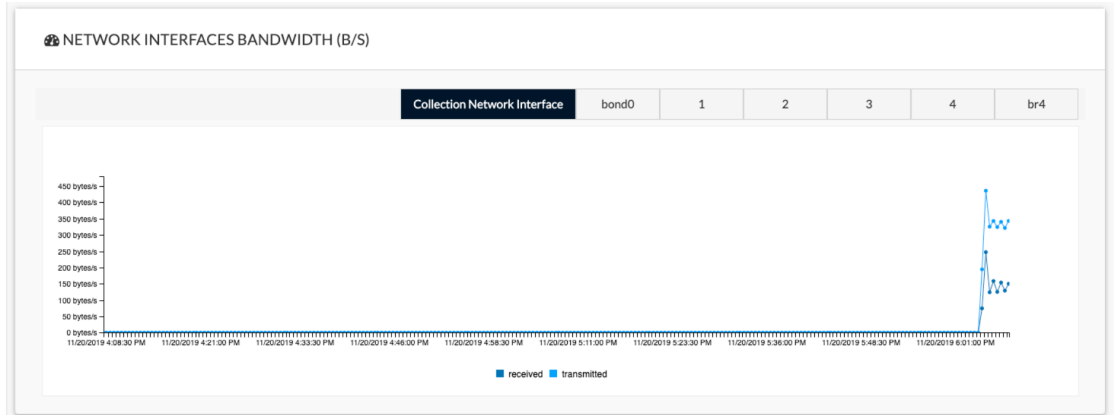 NETWORK INTERFACES BANDWIDTH (B/S)
Collection Network Interface bond0 1 2 3 4 br4
450 bytes/s
400 bytes/s
350 bytes/s
300 bytes/s
250 bytes/s
200 bytes/s
150 bytes/s
100 bytes/s
50 bytes/s
0 bytes/s
11/20/2019 4:08:30 PM 11/20/2019 4:21:00 PM 11/20/2019 4:33:30 PM 11/20/2019 4:46:00 PM 11/20/2019 4:58:30 PM 11/20/2019 5:11:00 PM 11/20/2019 5:23:30 PM 11/20/2019 5:36:00 PM 11/20/2019 5:48:30 PM 11/20/2019 6:01:00 PM
received transmitted